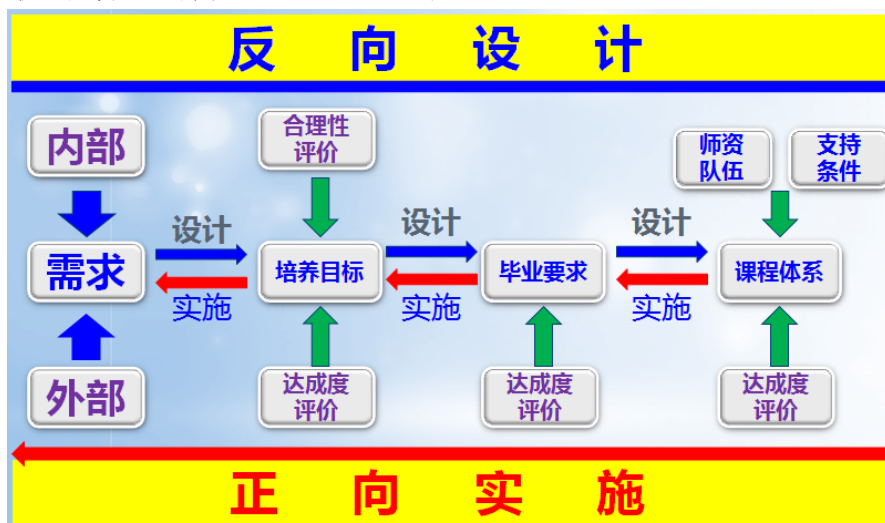 反向设计
内部
合理性
评价
师资
队伍
支持
条件
设计
设计
设计
需求
培养目标
毕业要求
课程体系
实施
实施
实施
外部
达成度
评价
达成度
评价
达成度
评价
正向实施